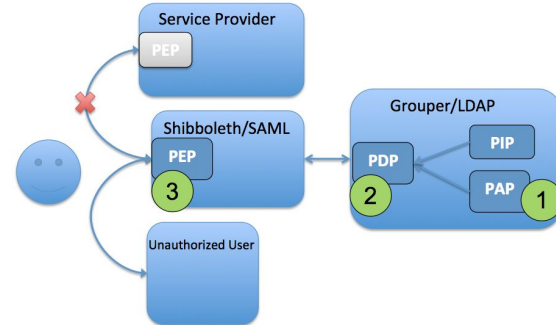 Service Provider
PEP
Shibboleth/SAML
PEP
3
Grouper/LDAP
PDP
2
PIP
PAP
1
Unauthorized User